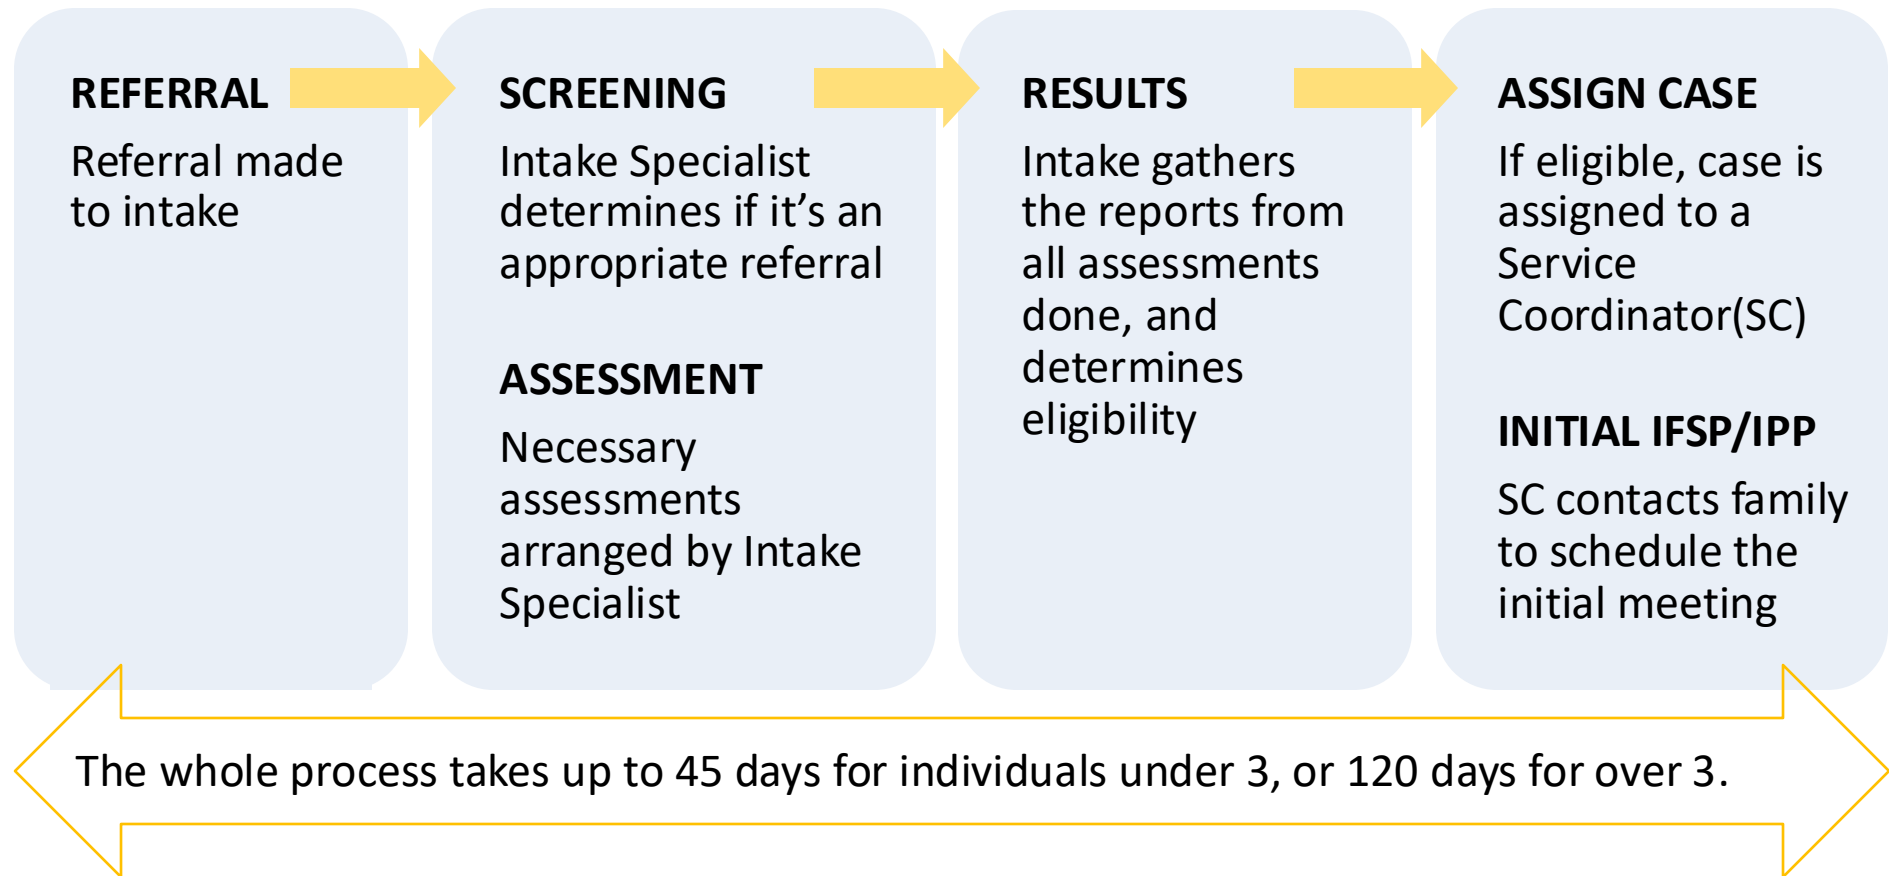 REFERRAL
Referral made
to intake
SCREENING
Intake Specialist
determines if it’s an
appropriate referral
ASSESSMENT
Necessary
assessments
arranged by Intake
Specialist
RESULTS
Intake gathers
the reports from
all assessments
done, and
determines
eligibility
ASSIGN CASE
If eligible, case is
assigned to a
Service
Coordinator(SC)
INITIAL IFSP/IPP
SC contacts family
to schedule the
initial meeting
The whole process takes up to 45 days for individuals under 3, or 120 days for over 3.